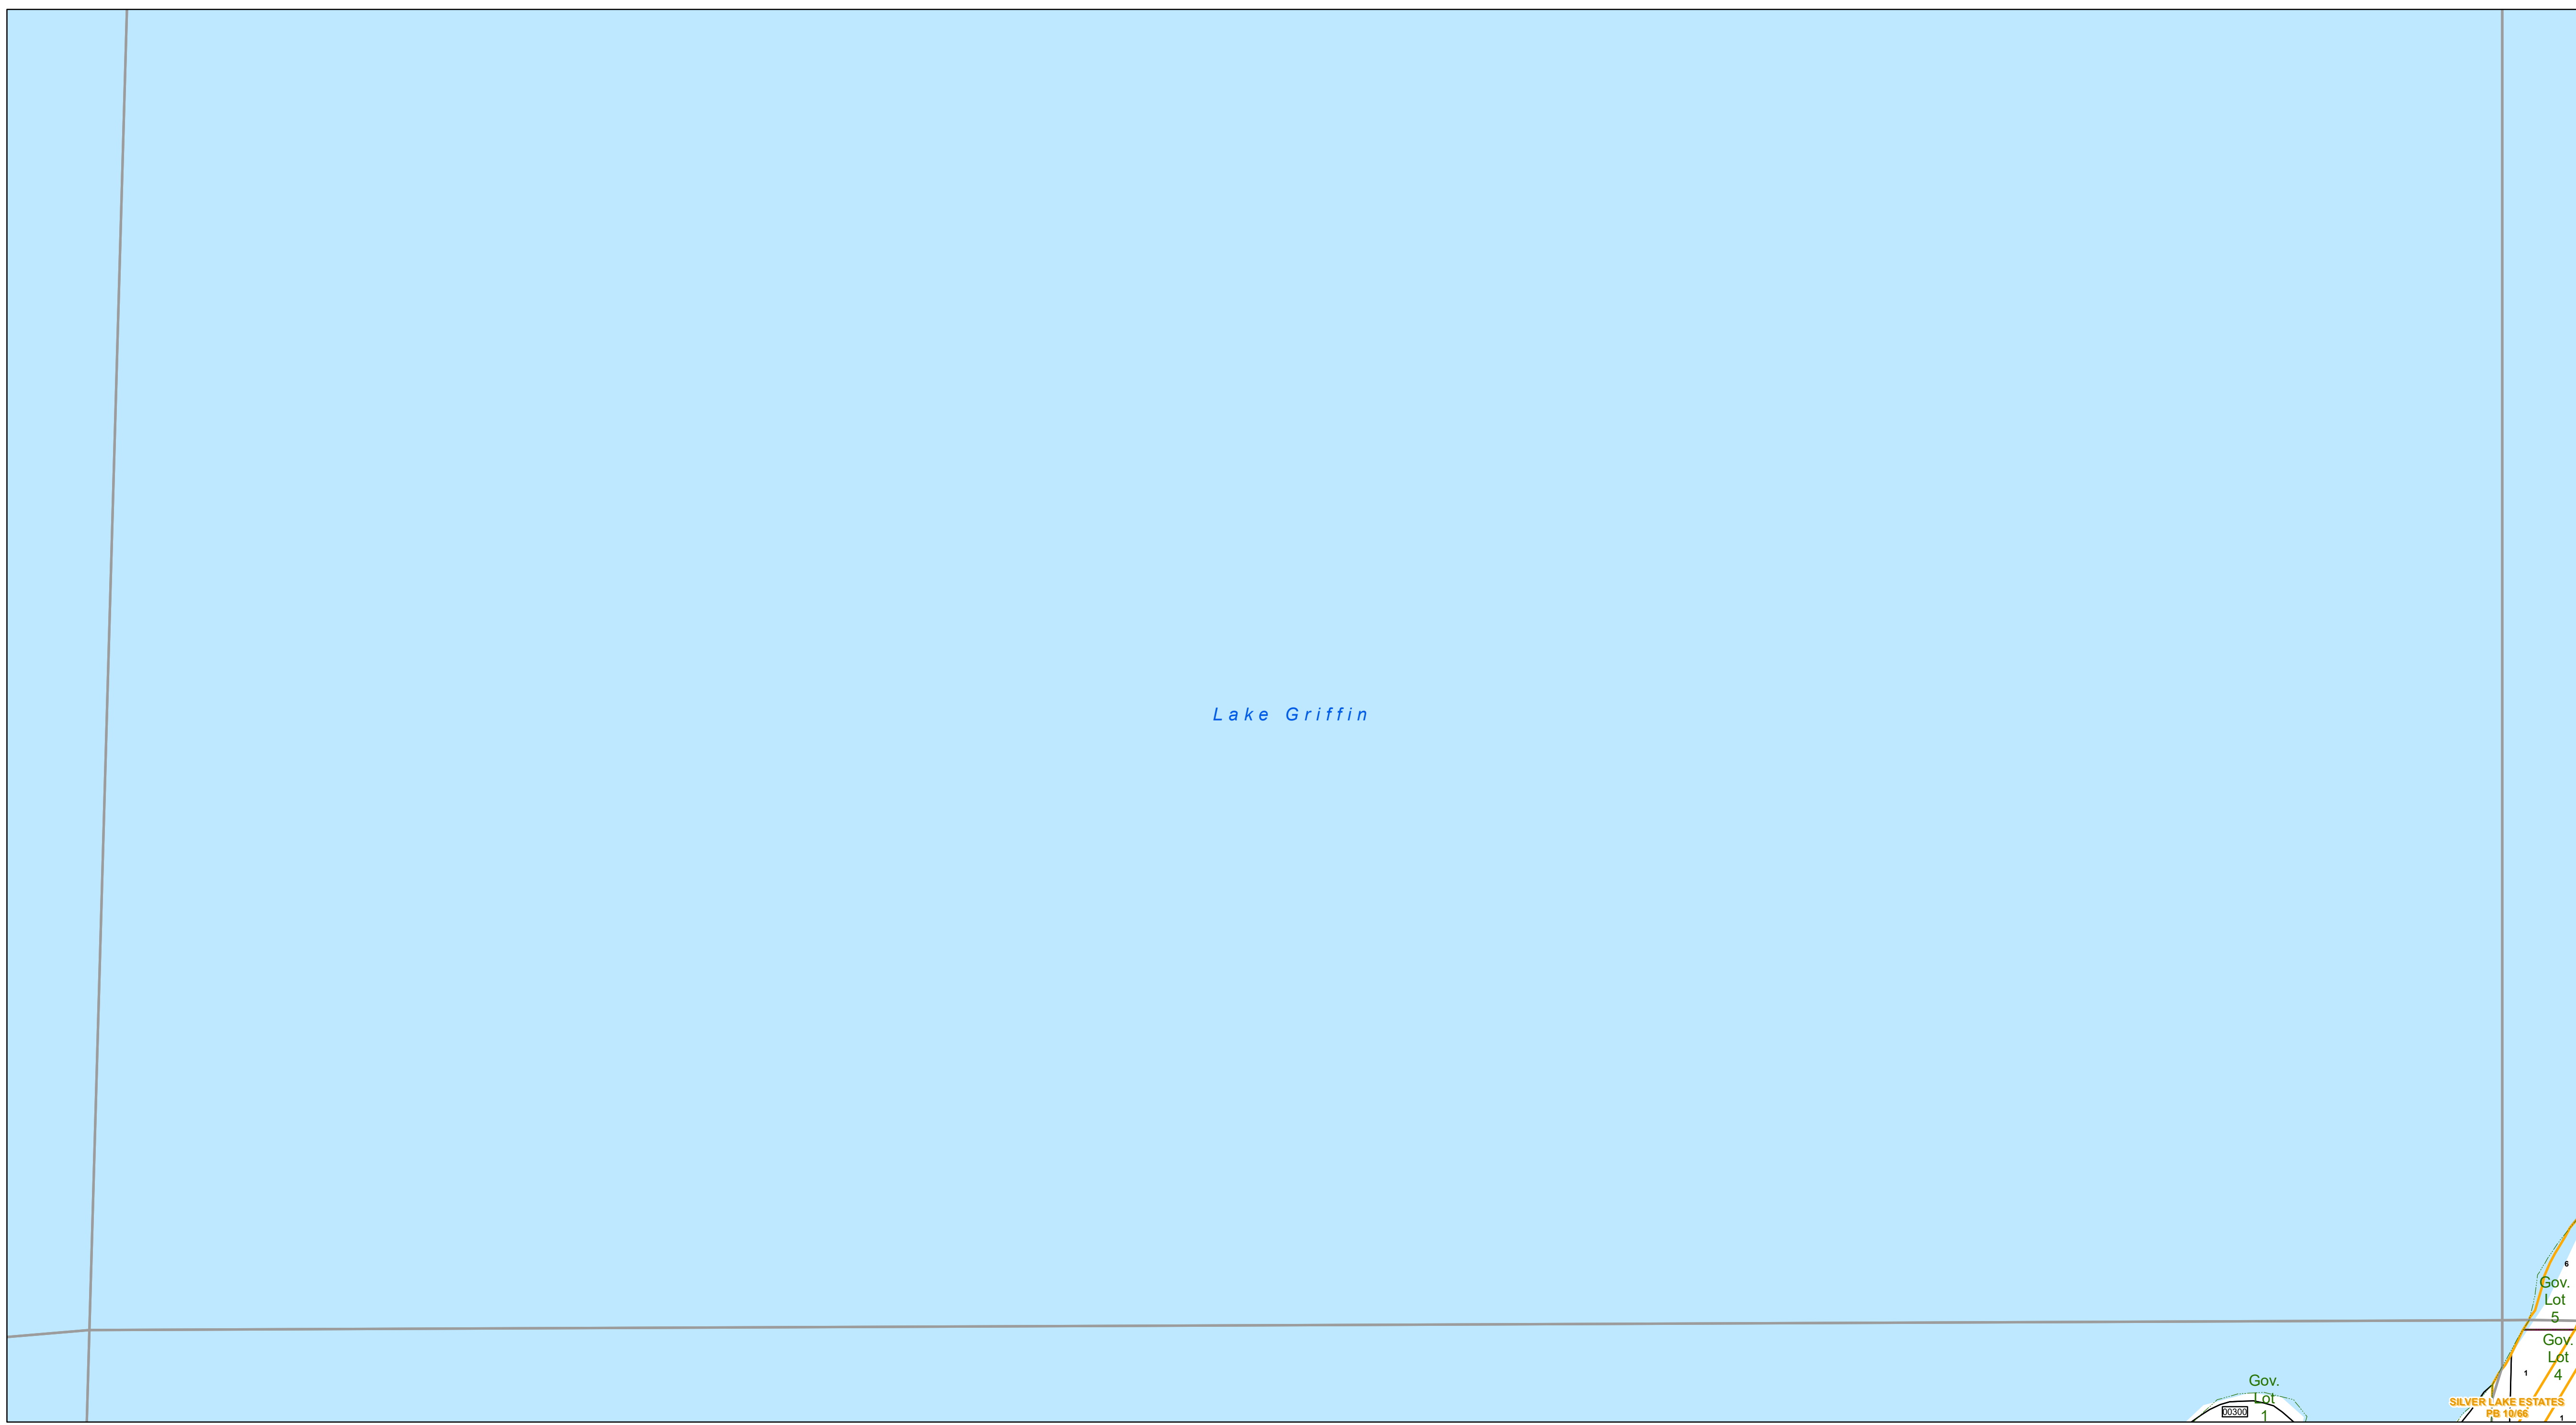 Lake Griffin
6
Gov.
Lot
5
Gov.
Lot
4
1
Gov.
Lot
1
00300
SILVER LAKE ESTATES
PB 10/66
1